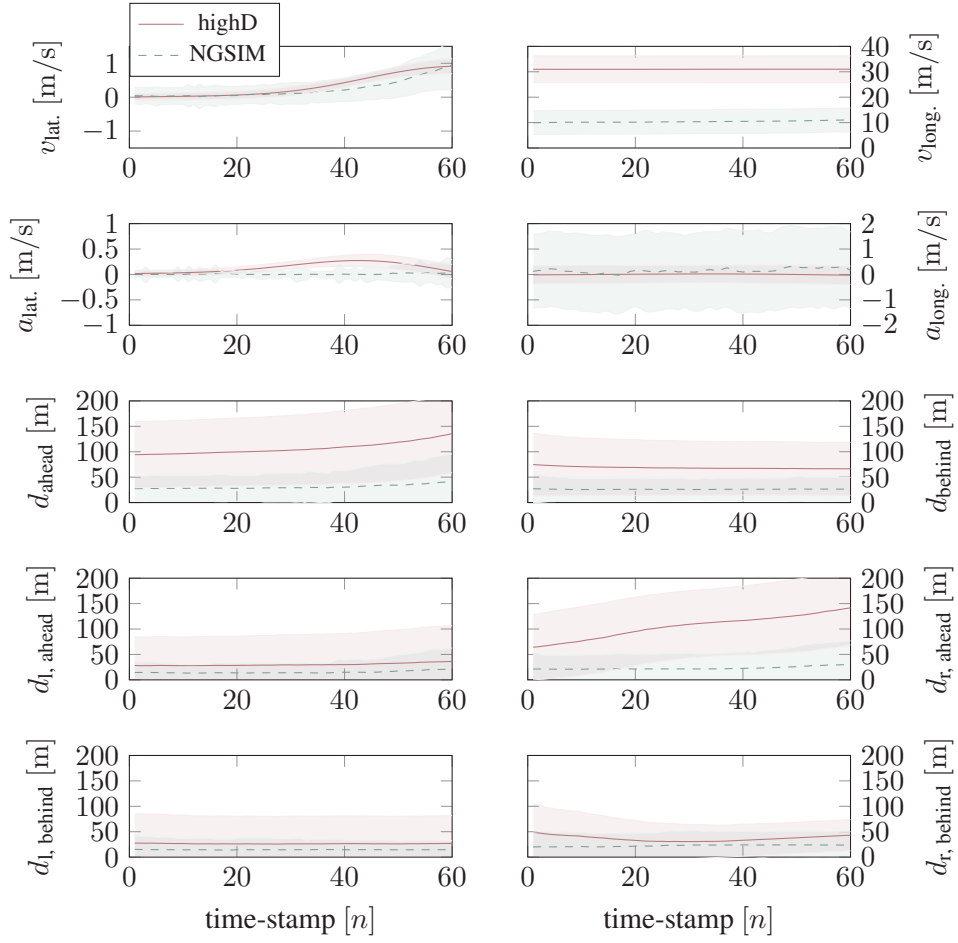 highD
NGSIM
1
0
−1
v_lat. [m/s]
0 20 40 60
40
30
20
10
0
v_long. [m/s]
0 20 40 60
1
0.5
0
−0.5
−1
a_lat. [m/s]
0 20 40 60
2
1
0
−1
−2
a_long. [m/s]
0 20 40 60
200
150
100
50
0
d_ahead [m]
0 20 40 60
200
150
100
50
0
d_behind [m]
0 20 40 60
200
150
100
50
0
d_l, ahead [m]
0 20 40 60
200
150
100
50
0
d_r, ahead [m]
0 20 40 60
200
150
100
50
0
d_l, behind [m]
0 20 40 60
time-stamp [n]
200
150
100
50
0
d_r, behind [m]
0 20 40 60
time-stamp [n]